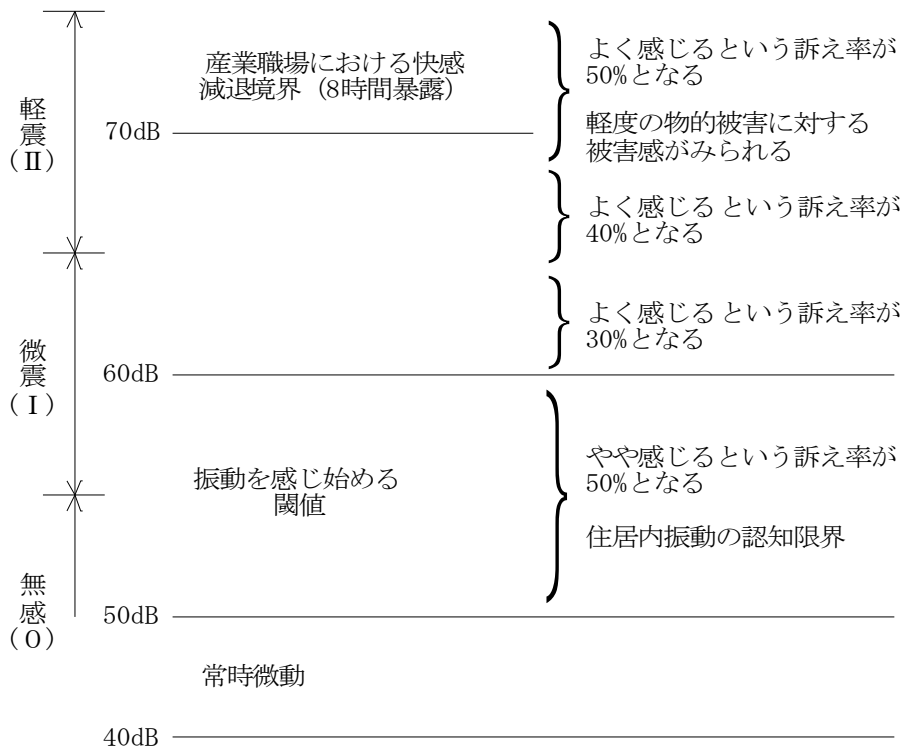 産業職場における快感
減退境界（8時間暴露）
よく感じるという訴え率が
50%となる
軽度の物的被害に対する
被害感がみられる
軽震
(Ⅱ)
70dB
よく感じる という訴え率が
40%となる
よく感じる という訴え率が
30%となる
微震
(Ⅰ)
60dB
振動を感じ始める
閾値
やや感じるという訴え率が
50%となる
住居内振動の認知限界
無感
(0)
50dB
常時微動
40dB